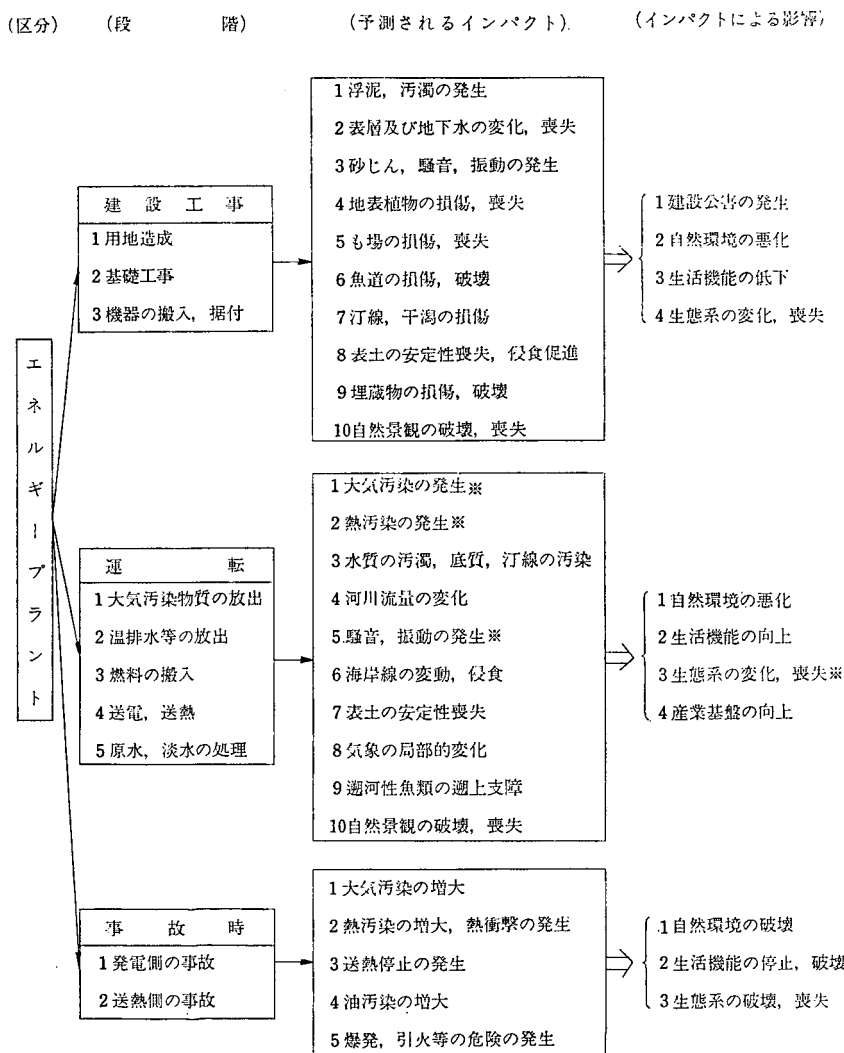 (区分) (段 階) (予測されるインパクト) (インパクトによる影響)
エネルギープラント
建設工事
1 用地造成
2 基礎工事
3 機器の搬入，据付
1 浮泥，汚濁の発生
2 表層及び地下水の変化，喪失
3 砂じん，騒音，振動の発生
4 地表植物の損傷，喪失
5 も場の損傷，喪失
6 魚道の損傷，破壊
7 汀線，干潟の損傷
8 表土の安定性喪失，侵食促進
9 埋蔵物の損傷，破壊
10 自然景観の破壊，喪失
1 建設公害の発生
2 自然環境の悪化
3 生活機能の低下
4 生態系の変化，喪失
運転
1 大気汚染物質の放出
2 温排水等の放出
3 燃料の搬入
4 送電，送熱
5 原水，淡水の処理
1 大気汚染の発生※
2 熱汚染の発生※
3 水質の汚濁，底質，汀線の汚染
4 河川流量の変化
5 騒音，振動の発生※
6 海岸線の変動，侵食
7 表土の安定性喪失
8 気象の局部的変化
9 遡河性魚類の遡上支障
10 自然景観の破壊，喪失
1 自然環境の悪化
2 生活機能の向上
3 生態系の変化，喪失※
4 産業基盤の向上
事故時
1 発電側の事故
2 送熱側の事故
1 大気汚染の増大
2 熱汚染の増大，熱衝撃の発生
3 送熱停止の発生
4 油汚染の増大
5 爆発，引火等の危険の発生
1 自然環境の破壊
2 生活機能の停止，破壊
3 生態系の破壊，喪失